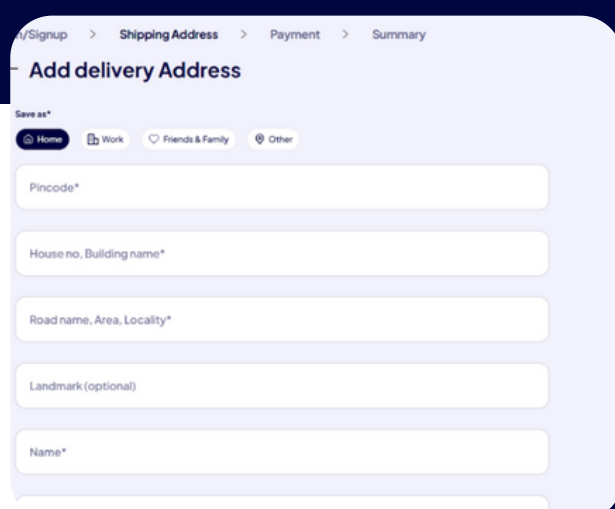 n/Signup > Shipping Address > Payment > Summary
Add delivery Address
Save as*
Home Work Friends & Family Other
Pincode*
House no, Building name*
Road name, Area, Locality*
Landmark (optional)
Name*